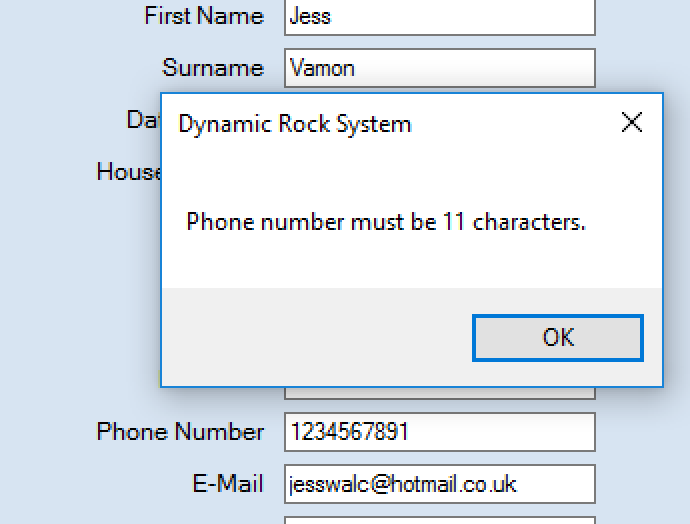 First Name Jess
Surname Vamon
Dynamic Rock System
Phone number must be 11 characters.
OK
Phone Number 1234567891
E-Mail jesswalc@hotmail.co.uk